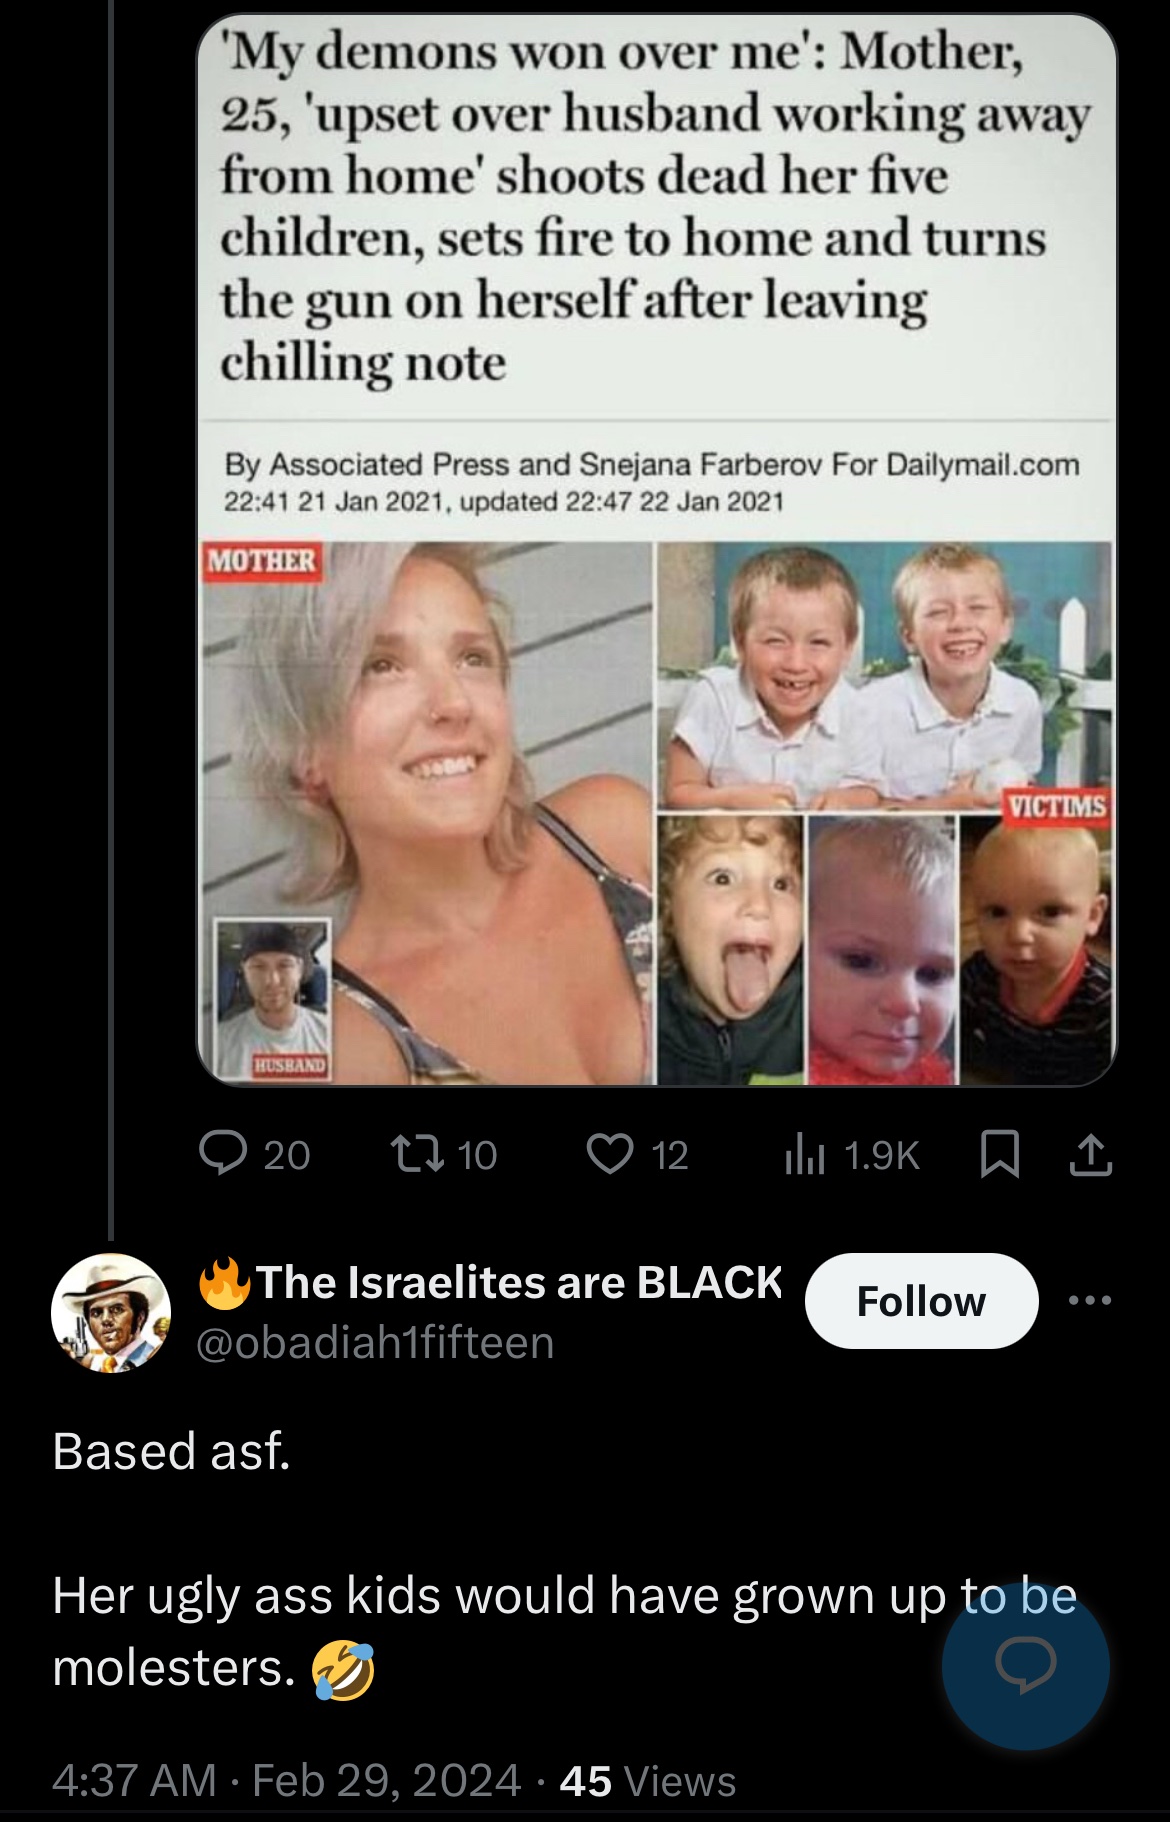 'My demons won over me': Mother,
25, 'upset over husband working away
from home' shoots dead her five
children, sets fire to home and turns
the gun on herself after leaving
chilling note
By Associated Press and Snejana Farberov For Dailymail.com
22:41 21 Jan 2021, updated 22:47 22 Jan 2021
MOTHER
VICTIMS
HUSBAND
20 10 12 1.9K
🔥The Israelites are BLACK
Follow
@obadiah1fifteen
Based asf.
Her ugly ass kids would have grown up to be
molesters. 🤣
4:37 AM · Feb 29, 2024 · 45 Views